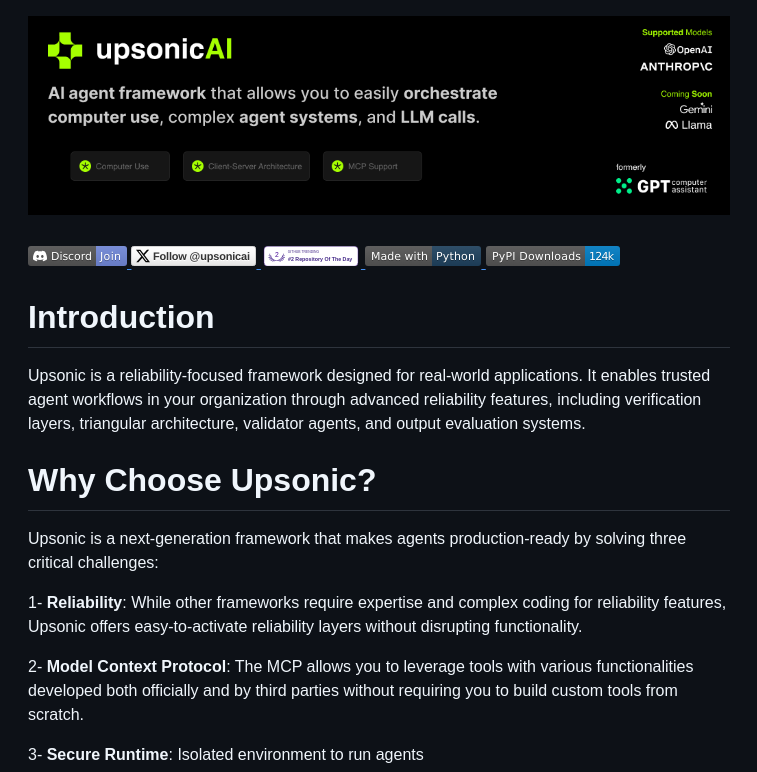 upsonicAI
AI agent framework that allows you to easily orchestrate
computer use, complex agent systems, and LLM calls.
Computer Use
Client-Server Architecture
MCP Support
Supported Models
OpenAI
ANTHROP\C
Coming Soon
Gemini
Llama
formerly
GPT computer
assistant
Discord Join
Follow @upsonicai
2
#2 Repository Of The Day
Made with Python
PyPI Downloads 124k
Introduction
Upsonic is a reliability-focused framework designed for real-world applications. It enables trusted
agent workflows in your organization through advanced reliability features, including verification
layers, triangular architecture, validator agents, and output evaluation systems.
Why Choose Upsonic?
Upsonic is a next-generation framework that makes agents production-ready by solving three
critical challenges:
1- Reliability: While other frameworks require expertise and complex coding for reliability features,
Upsonic offers easy-to-activate reliability layers without disrupting functionality.
2- Model Context Protocol: The MCP allows you to leverage tools with various functionalities
developed both officially and by third parties without requiring you to build custom tools from
scratch.
3- Secure Runtime: Isolated environment to run agents